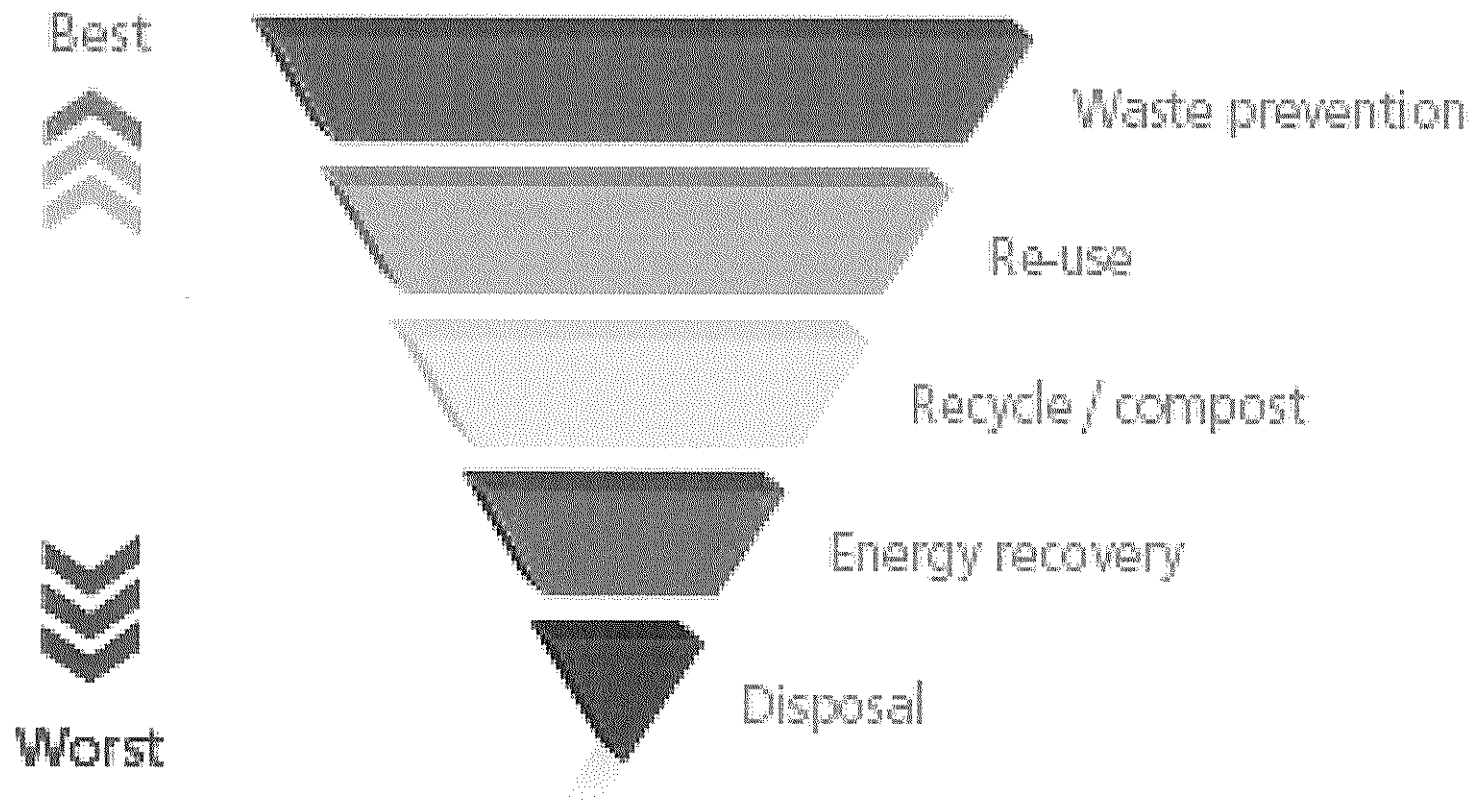 Best
Waste prevention
Re-use
Recycle / compost
Energy recovery
Disposal
Worst